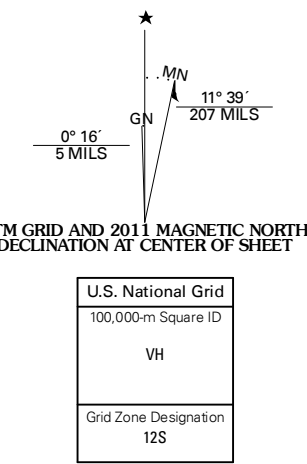 MN
11° 39´
207 MILS
GN
0° 16´
5 MILS
TM GRID AND 2011 MAGNETIC NORTH
DECLINATION AT CENTER OF SHEET
U.S. National Grid
100,000-m Square ID
VH
Grid Zone Designation
12S